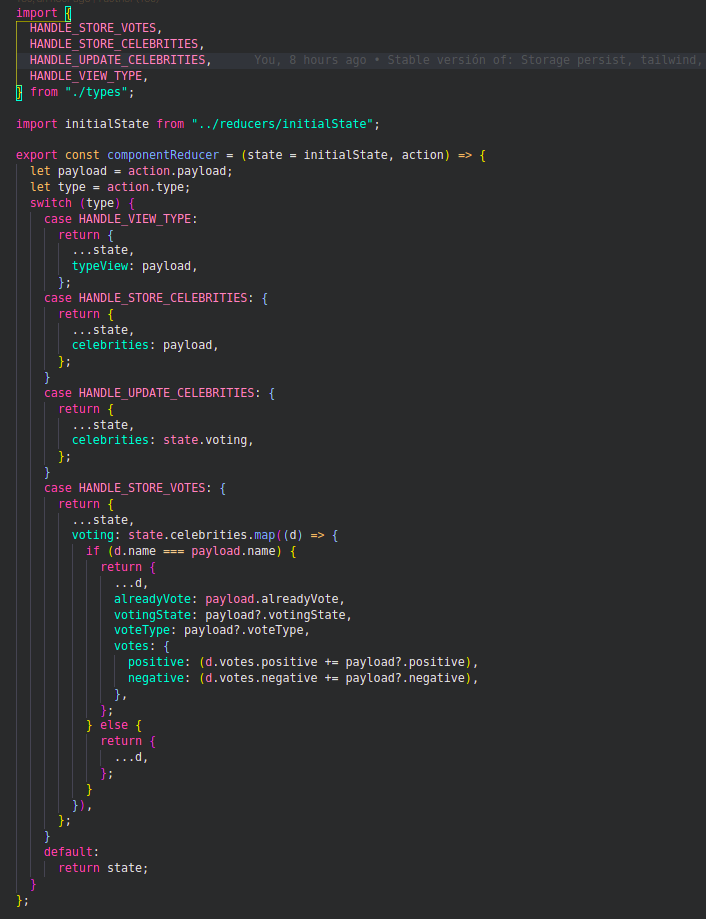 import {
  HANDLE_STORE_VOTES,
  HANDLE_STORE_CELEBRITIES,
  HANDLE_UPDATE_CELEBRITIES,      You, 8 hours ago • Stable versión of: Storage persist, tailwind,
  HANDLE_VIEW_TYPE,
} from "./types";

import initialState from "../reducers/initialState";

export const componentReducer = (state = initialState, action) => {
  let payload = action.payload;
  let type = action.type;
  switch (type) {
    case HANDLE_VIEW_TYPE:
      return {
        ...state,
        typeView: payload,
      };
    case HANDLE_STORE_CELEBRITIES: {
      return {
        ...state,
        celebrities: payload,
      };
    }
    case HANDLE_UPDATE_CELEBRITIES: {
      return {
        ...state,
        celebrities: state.voting,
      };
    }
    case HANDLE_STORE_VOTES: {
      return {
        ...state,
        voting: state.celebrities.map((d) => {
          if (d.name === payload.name) {
            return {
              ...d,
              alreadyVote: payload.alreadyVote,
              votingState: payload?.votingState,
              voteType: payload?.voteType,
              votes: {
                positive: (d.votes.positive += payload?.positive),
                negative: (d.votes.negative += payload?.negative),
              },
            };
          } else {
            return {
              ...d,
            };
          }
        }),
      };
    }
    default:
      return state;
  }
};